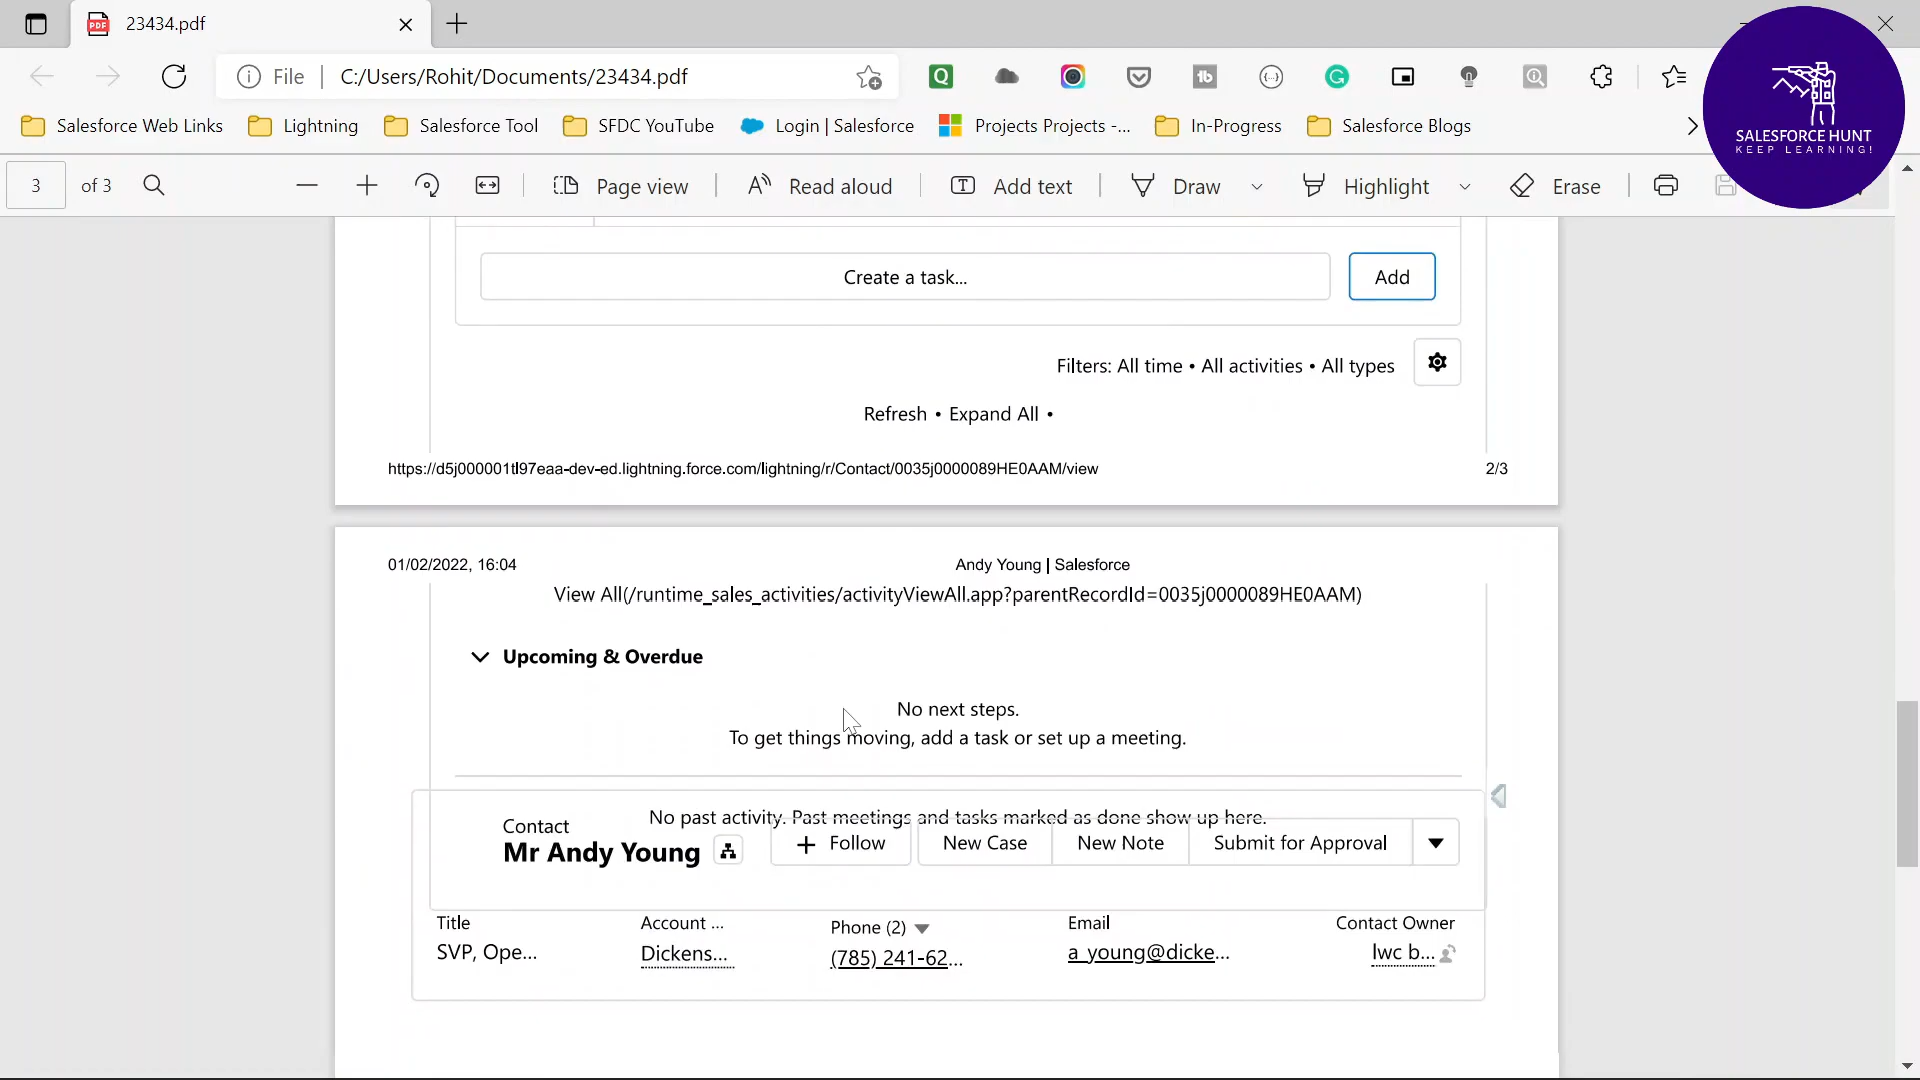 23434.pdf
File
C:/Users/Rohit/Documents/23434.pdf
Salesforce Web Links
Lightning
Salesforce Tool
SFDC YouTube
Login | Salesforce
Projects Projects -...
In-Progress
Salesforce Blogs
SALESFORCE HUNT
KEEP LEARNING!
3 of 3
Page view
Read aloud
Add text
Draw
Highlight
Erase
Create a task...
Add
Filters: All time • All activities • All types
Refresh • Expand All •
https://d5j000001tl97eaa-dev-ed.lightning.force.com/lightning/r/Contact/0035j0000089HE0AAM/view
2/3
01/02/2022, 16:04
Andy Young | Salesforce
View All(/runtime_sales_activities/activityViewAll.app?parentRecordId=0035j0000089HE0AAM)
Upcoming & Overdue
No next steps.
To get things moving, add a task or set up a meeting.
No past activity. Past meetings and tasks marked as done show up here.
Contact
Mr Andy Young
Follow
New Case
New Note
Submit for Approval
Title
Account ...
Phone (2)
Email
Contact Owner
SVP, Ope...
Dickens...
(785) 241-62...
a_young@dicke...
lwc b...